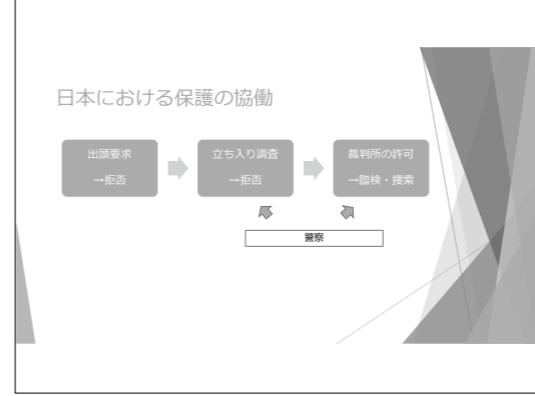 日本における保護の協働
出頭要求
→拒否
立ち入り調査
→拒否
裁判所の許可
→臨検・捜索
警察